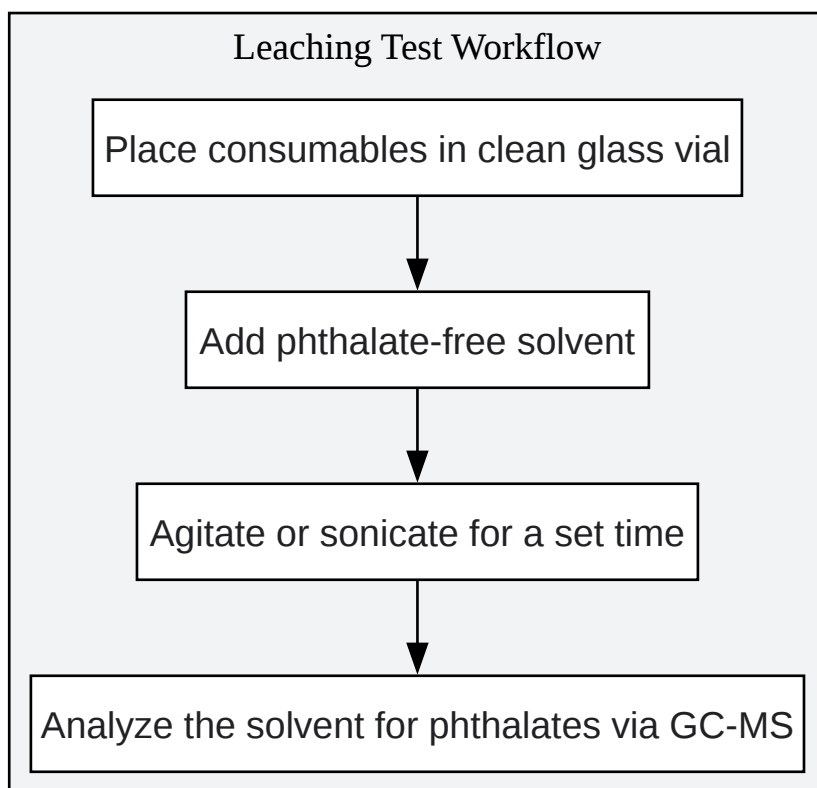 Leaching Test Workflow
Place consumables in clean glass vial
Add phthalate-free solvent
Agitate or sonicate for a set time
Analyze the solvent for phthalates via GC-MS